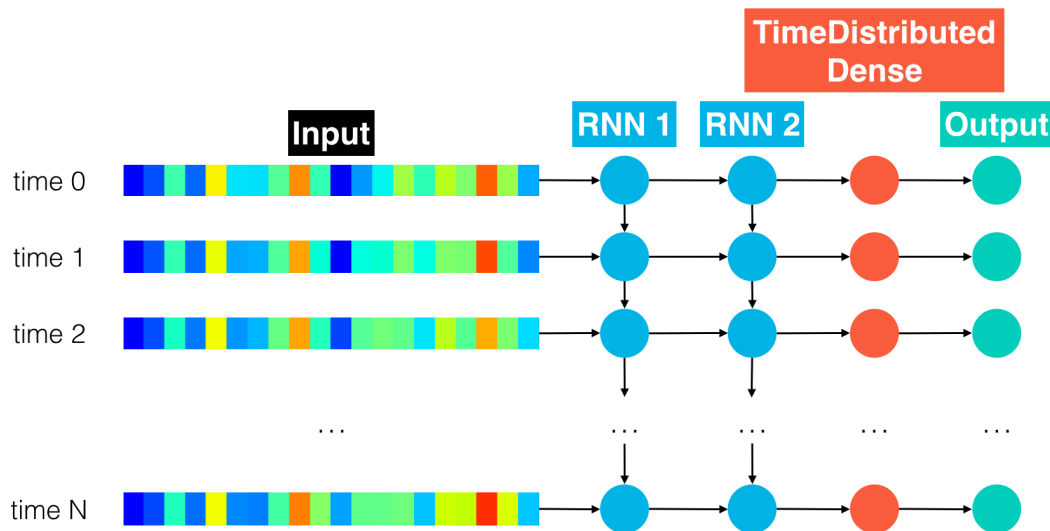 TimeDistributed
Dense
Input
RNN 1
RNN 2
Output
time 0
time 1
time 2
... ... ... ... ...
time N